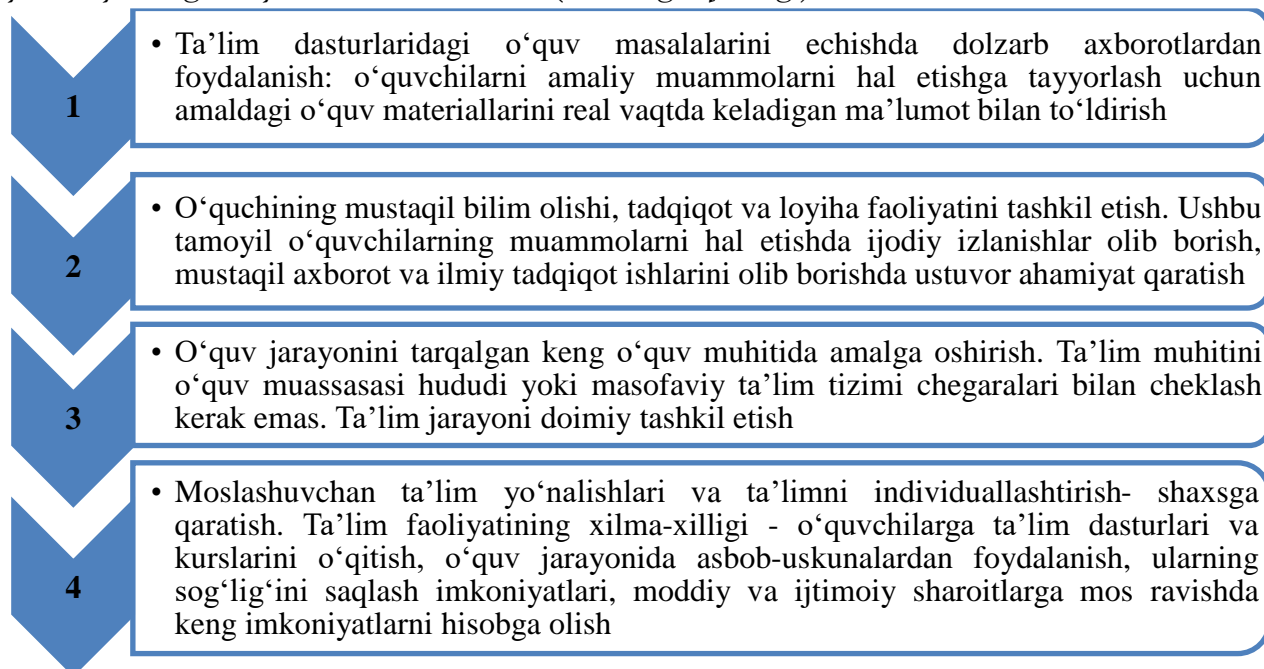 • Ta’lim dasturlaridagi o‘quv masalalarini echishda dolzarb axborotlardan
foydalanish: o‘quvchilarni amaliy muammolarni hal etishga tayyorlash uchun
amaldagi o‘quv materiallarini real vaqtda keladigan ma’lumot bilan to‘ldirish
1
• O‘quchining mustaqil bilim olishi, tadqiqot va loyiha faoliyatini tashkil etish. Ushbu
tamoyil o‘quvchilarning muammolarni hal etishda ijodiy izlanishlar olib borish,
mustaqil axborot va ilmiy tadqiqot ishlarini olib borishda ustuvor ahamiyat qaratish
2
• O‘quv jarayonini tarqalgan keng o‘quv muhitida amalga oshirish. Ta’lim muhitini
o‘quv muassasasi hududi yoki masofaviy ta’lim tizimi chegaralari bilan cheklash
kerak emas. Ta’lim jarayoni doimiy tashkil etish
3
• Moslashuvchan ta’lim yo‘nalishlari va ta’limni individuallashtirish- shaxsga
qaratish. Ta’lim faoliyatining xilma-xilligi - o‘quvchilarga ta’lim dasturlari va
kurslarini o‘qitish, o‘quv jarayonida asbob-uskunalardan foydalanish, ularning
sog‘lig‘ini saqlash imkoniyatlari, moddiy va ijtimoiy sharoitlarga mos ravishda
keng imkoniyatlarni hisobga olish
4